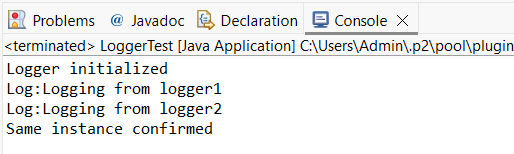 Problems @ Javadoc Declaration Console
<terminated> LoggerTest [Java Application] C:\Users\Admin\.p2\pool\plugin
Logger initialized
Log:Logging from logger1
Log:Logging from logger2
Same instance confirmed